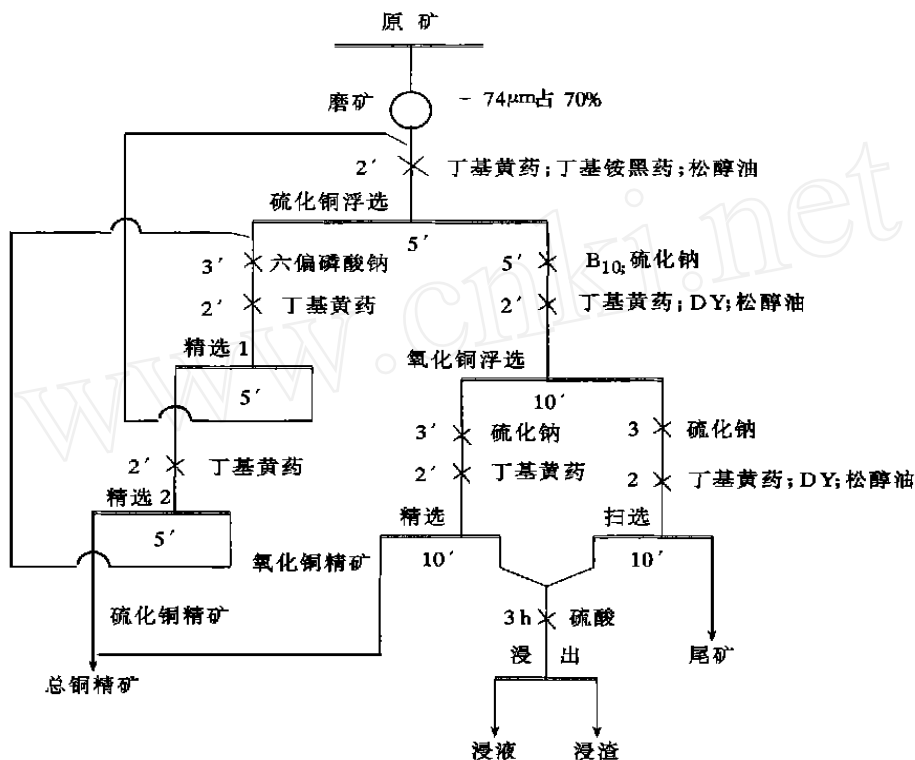 原 矿
磨矿
- 74μm占 70%
2′ 丁基黄药;丁基铵黑药;松醇油
硫化铜浮选
5′
3′ 六偏磷酸钠
5′ B10;硫化钠
2′ 丁基黄药
2′ 丁基黄药;DY;松醇油
精选 1
氧化铜浮选
5′
10′
3′ 硫化钠
3 硫化钠
2′ 丁基黄药
2′ 丁基黄药
2 丁基黄药;DY;松醇油
精选 2
精选
扫选
5′
氧化铜精矿
10′
10′
硫化铜精矿
3 h 硫酸
浸 出
尾矿
总铜精矿
浸液
浸渣
www.cnki.net